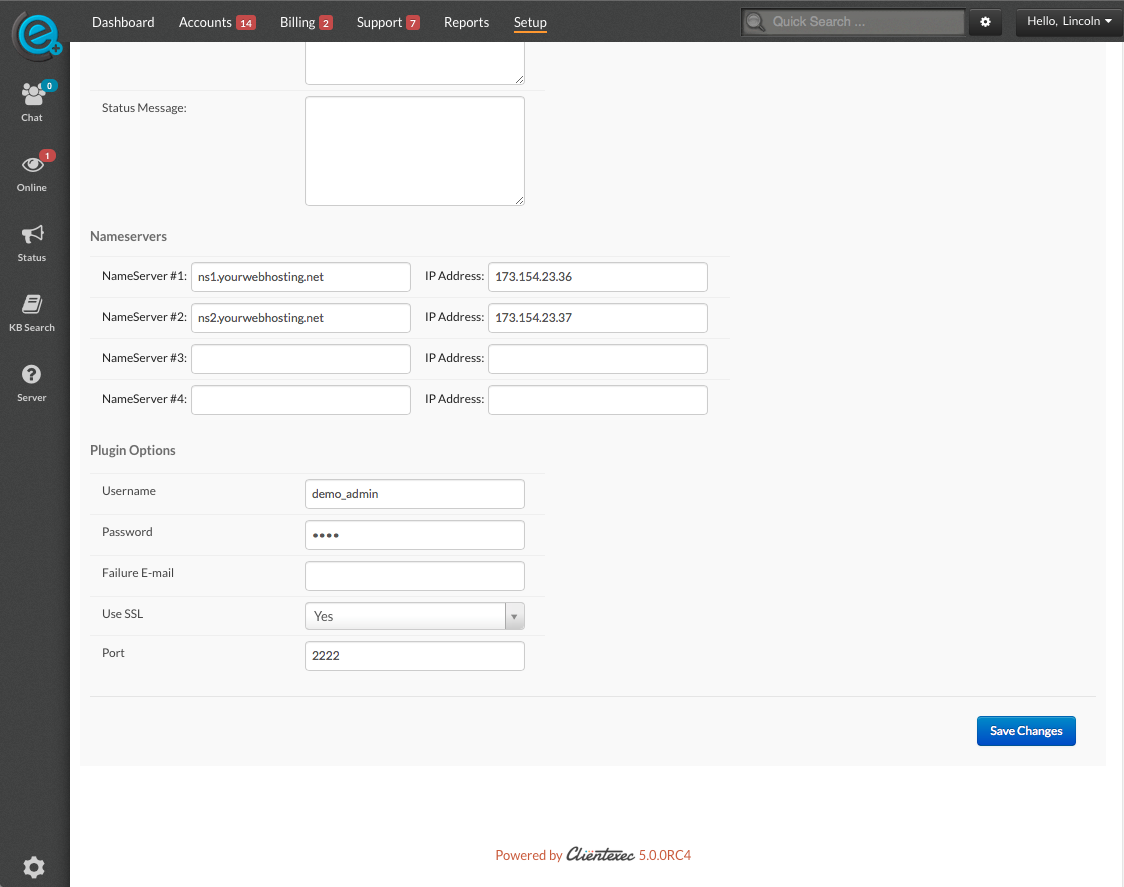 Dashboard Accounts 14 Billing 2 Support 7 Reports Setup Quick Search ... Hello, Lincoln
0
Chat
1
Online
Status
KB Search
Server
Status Message:
Nameservers
NameServer #1: ns1.yourwebhosting.net IP Address: 173.154.23.36
NameServer #2: ns2.yourwebhosting.net IP Address: 173.154.23.37
NameServer #3: IP Address:
NameServer #4: IP Address:
Plugin Options
Username demo_admin
Password ••••
Failure E-mail
Use SSL Yes
Port 2222
Save Changes
Powered by Clientexec 5.0.0RC4